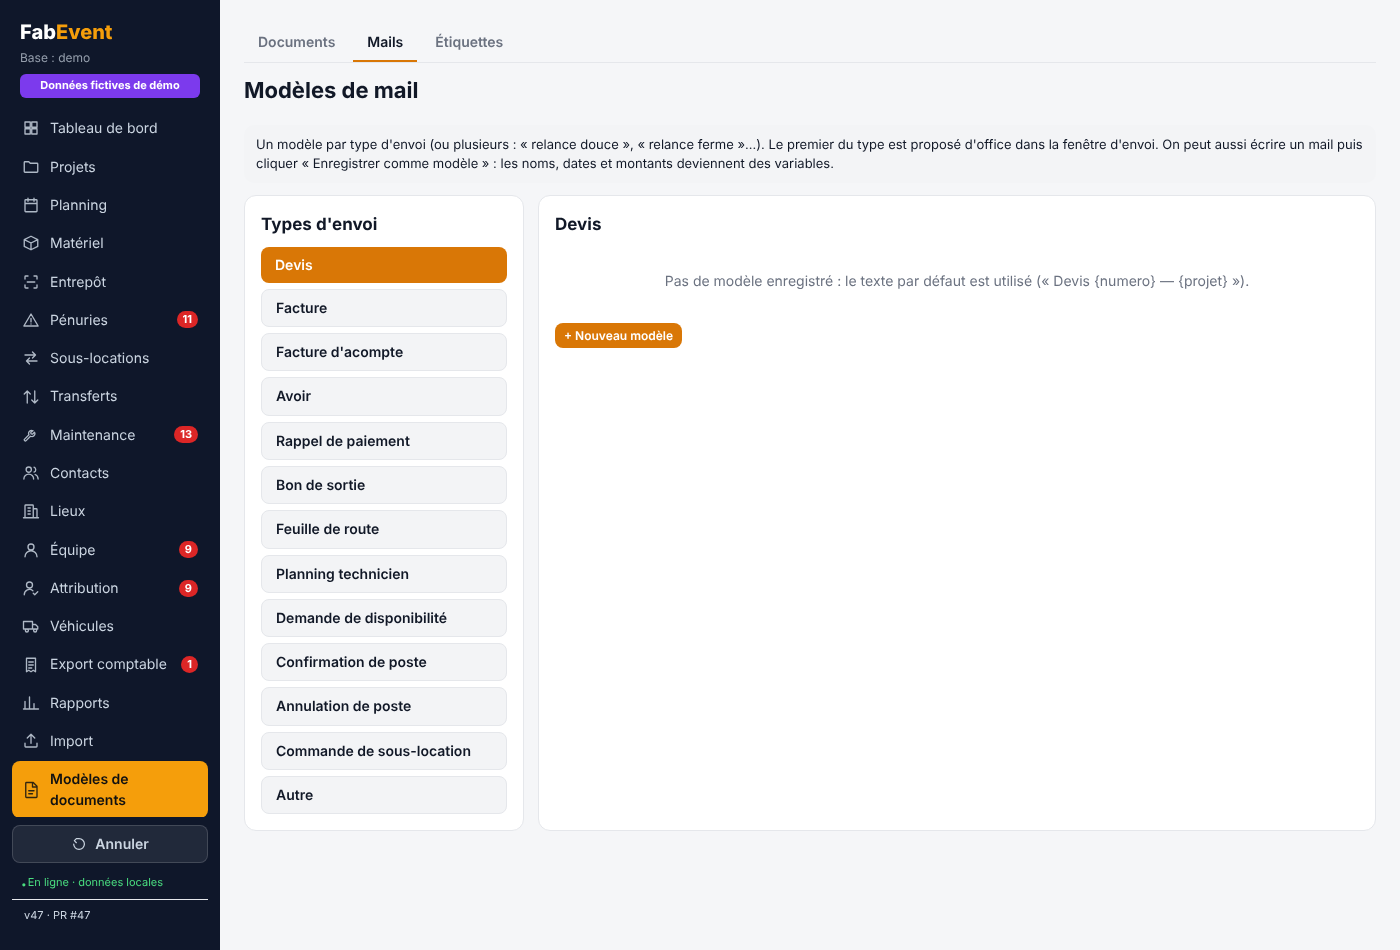 FabEvent
Base : demo
Données fictives de démo
Tableau de bord
Projets
Planning
Matériel
Entrepôt
Pénuries 11
Sous-locations
Transferts
Maintenance 13
Contacts
Lieux
Équipe 9
Attribution 9
Véhicules
Export comptable 1
Rapports
Import
Modèles de
documents
Annuler
En ligne · données locales
v47 · PR #47
Documents Mails Étiquettes
Modèles de mail
Un modèle par type d'envoi (ou plusieurs : « relance douce », « relance ferme »…). Le premier du type est proposé d'office dans la fenêtre d'envoi. On peut aussi écrire un mail puis
cliquer « Enregistrer comme modèle » : les noms, dates et montants deviennent des variables.
Types d'envoi
Devis
Facture
Facture d'acompte
Avoir
Rappel de paiement
Bon de sortie
Feuille de route
Planning technicien
Demande de disponibilité
Confirmation de poste
Annulation de poste
Commande de sous-location
Autre
Devis
Pas de modèle enregistré : le texte par défaut est utilisé (« Devis {numero} — {projet} »).
+ Nouveau modèle